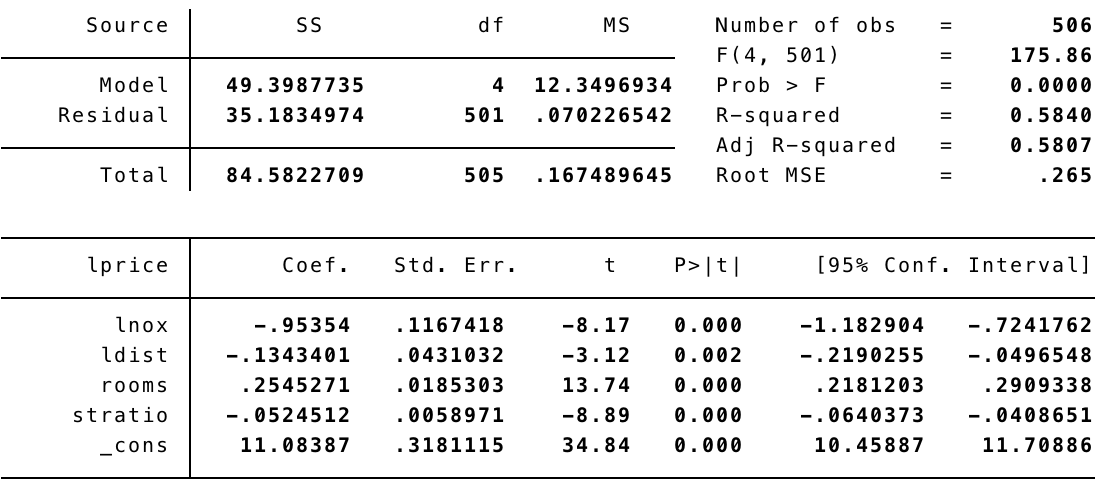 Source SS df MS Number of obs = 506
F(4, 501) = 175.86
Model 49.3987735 4 12.3496934 Prob > F = 0.0000
Residual 35.1834974 501 .070226542 R-squared = 0.5840
Adj R-squared = 0.5807
Total 84.5822709 505 .167489645 Root MSE = .265
lprice Coef. Std. Err. t P>|t| [95% Conf. Interval]
lnox -.95354 .1167418 -8.17 0.000 -1.182904 -.7241762
ldist -.1343401 .0431032 -3.12 0.002 -.2190255 -.0496548
rooms .2545271 .0185303 13.74 0.000 .2181203 .2909338
stratio -.0524512 .0058971 -8.89 0.000 -.0640373 -.0408651
_cons 11.08387 .3181115 34.84 0.000 10.45887 11.70886